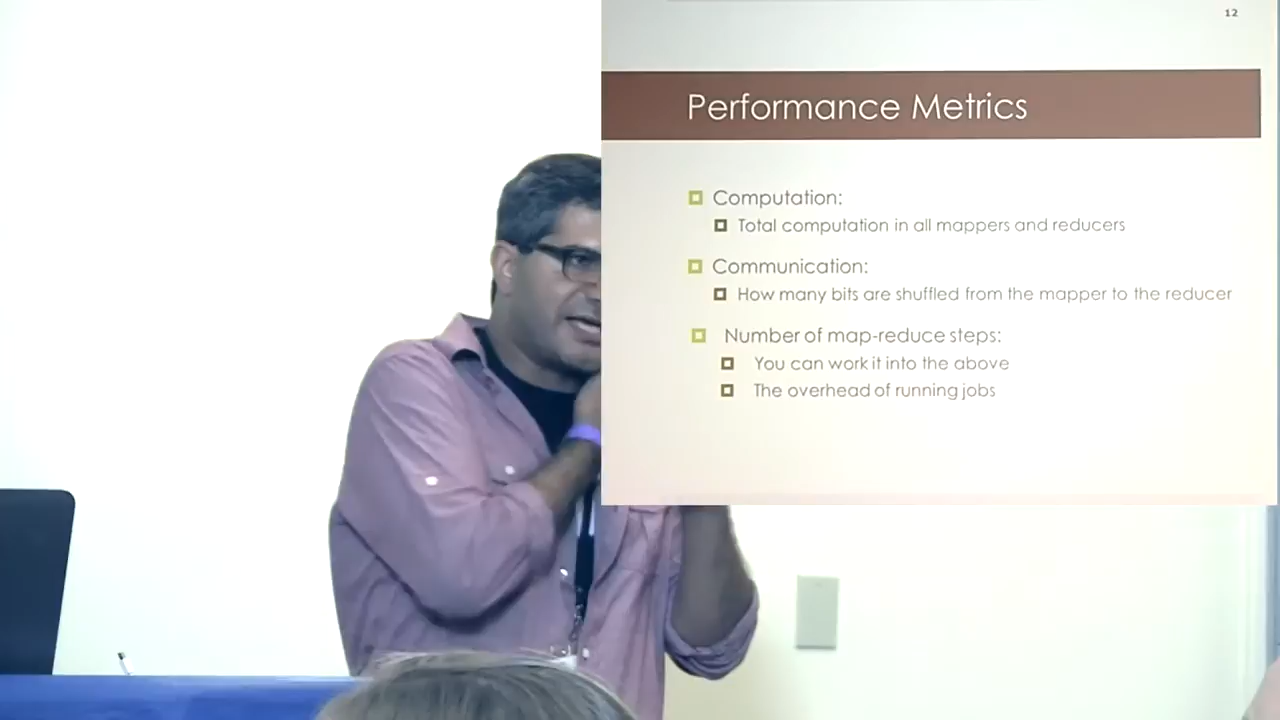 12
Performance Metrics
Computation:
Total computation in all mappers and reducers
Communication:
How many bits are shuffled from the mapper to the reducer
Number of map-reduce steps:
You can work it into the above
The overhead of running jobs